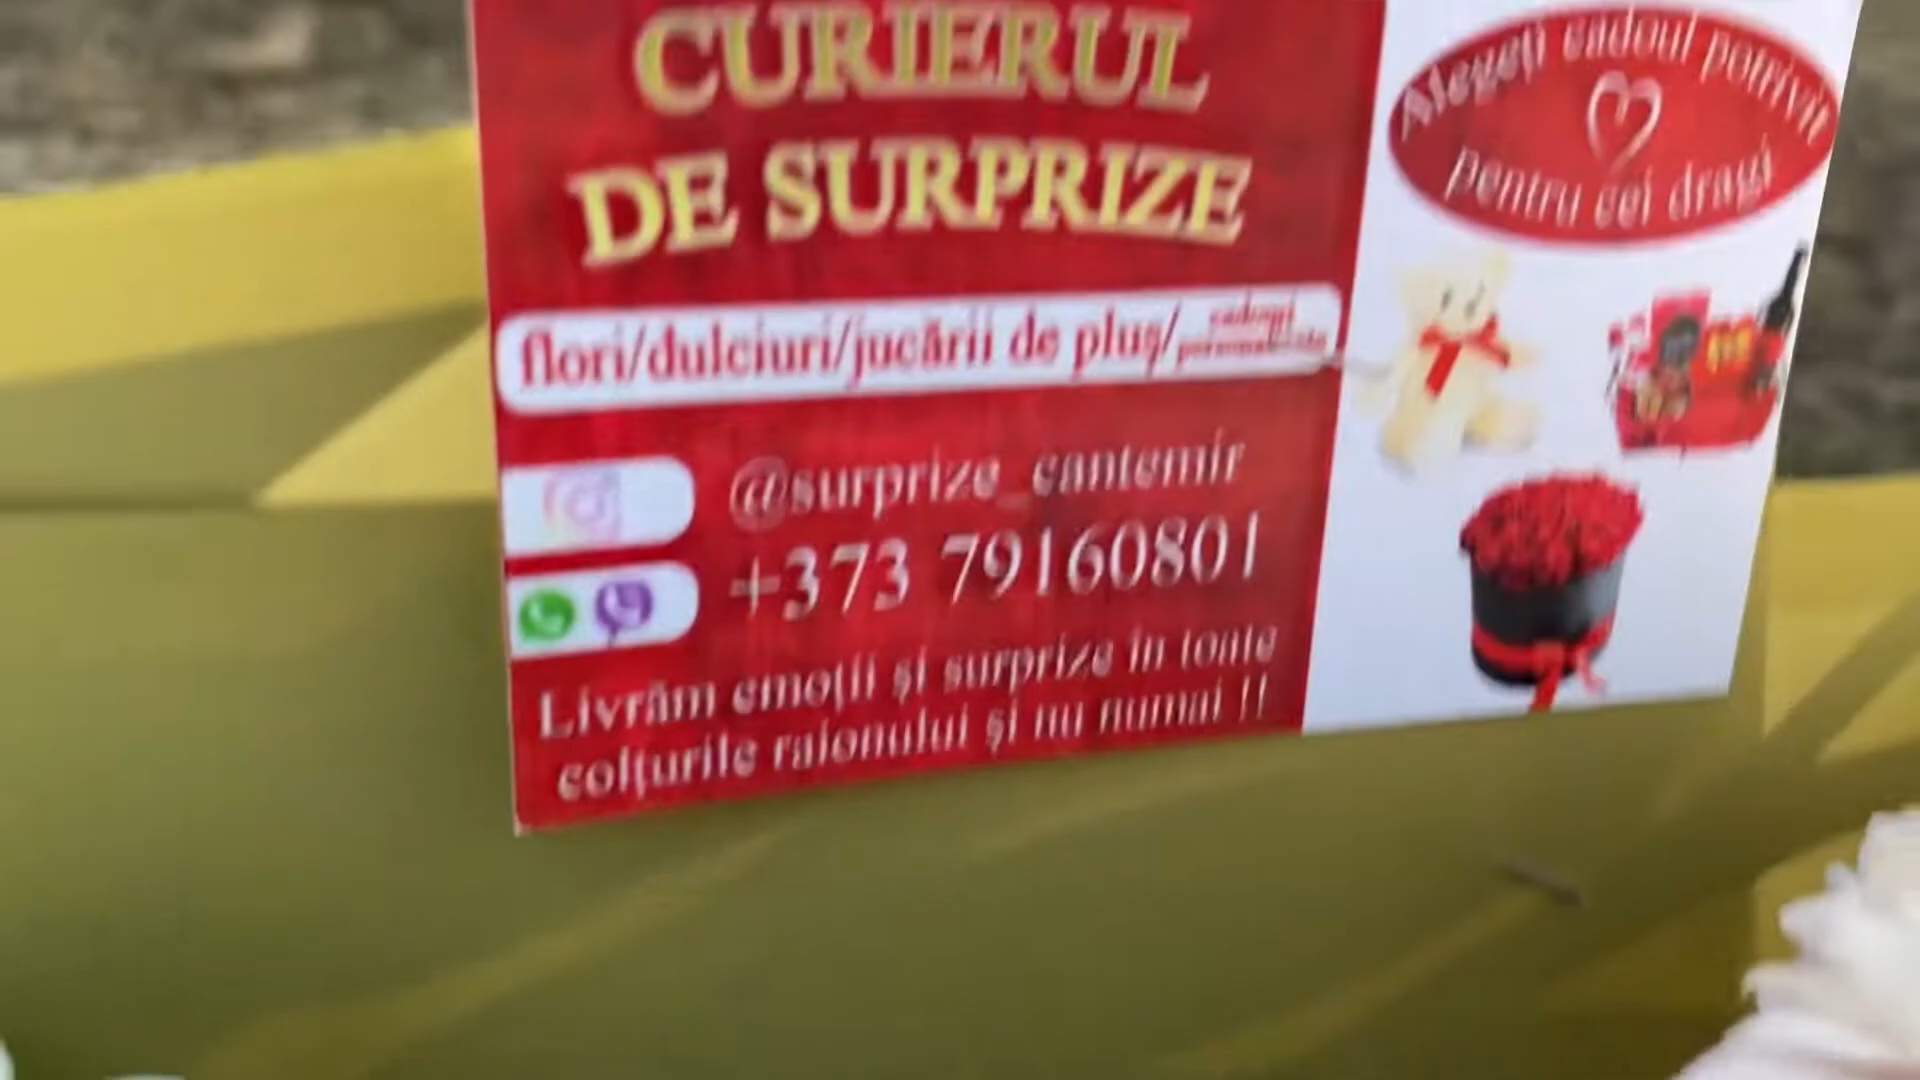 CURIERUL
DE SURPRIZE
flori/dulciuri/jucării de pluș/
cadouri
@surprize_cantemir
+373 79160801
Livrăm emoții și surprize în toate
colțurile raionului și nu numai !!
Alegeți cadoul potrivit
pentru cei dragi